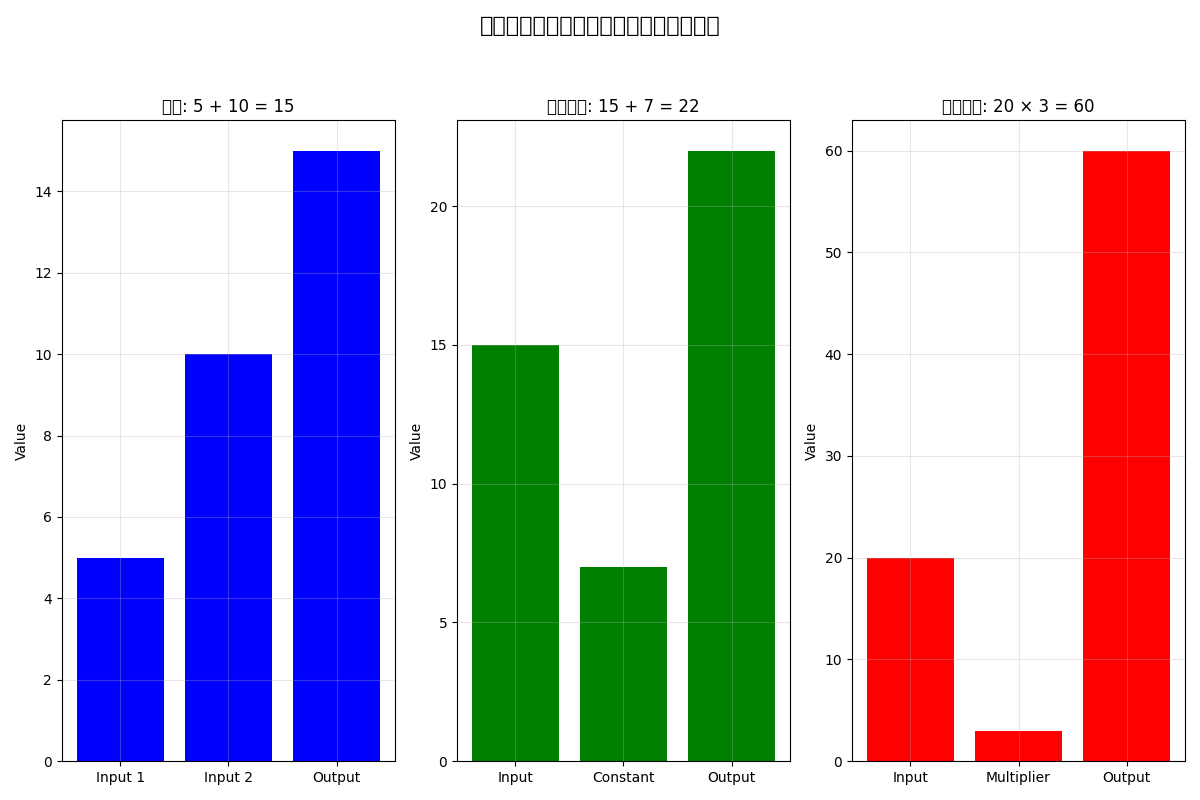 : 5 + 10 = 15
: 15 + 7 = 22
: 20 × 3 = 60
Value
14
12
10
8
6
4
2
0
Input 1 Input 2 Output
Value
20
15
10
5
0
Input Constant Output
Value
60
50
40
30
20
10
0
Input Multiplier Output